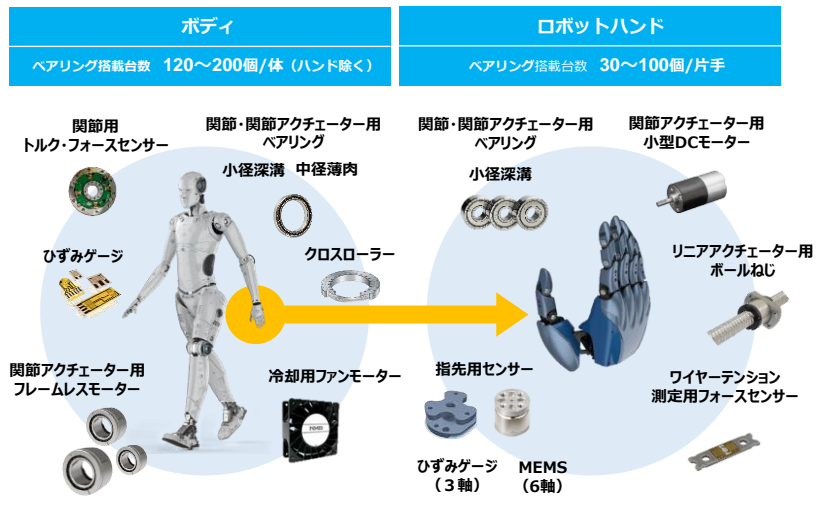 ボディ
ベアリング搭載台数 120～200個/体（ハンド除く）
関節用
トルク・フォースセンサー
関節・関節アクチェーター用
ベアリング
小径深溝 中径薄肉
ひずみゲージ
クロスローラー
関節アクチェーター用
フレームレスモーター
冷却用ファンモーター
NMB
ロボットハンド
ベアリング搭載台数 30～100個/片手
関節・関節アクチェーター用
ベアリング
小径深溝
関節アクチェーター用
小型DCモーター
リニアアクチェーター用
ボールねじ
指先用センサー
ワイヤーテンション
測定用フォースセンサー
ひずみゲージ
（３軸）
MEMS
（6軸）